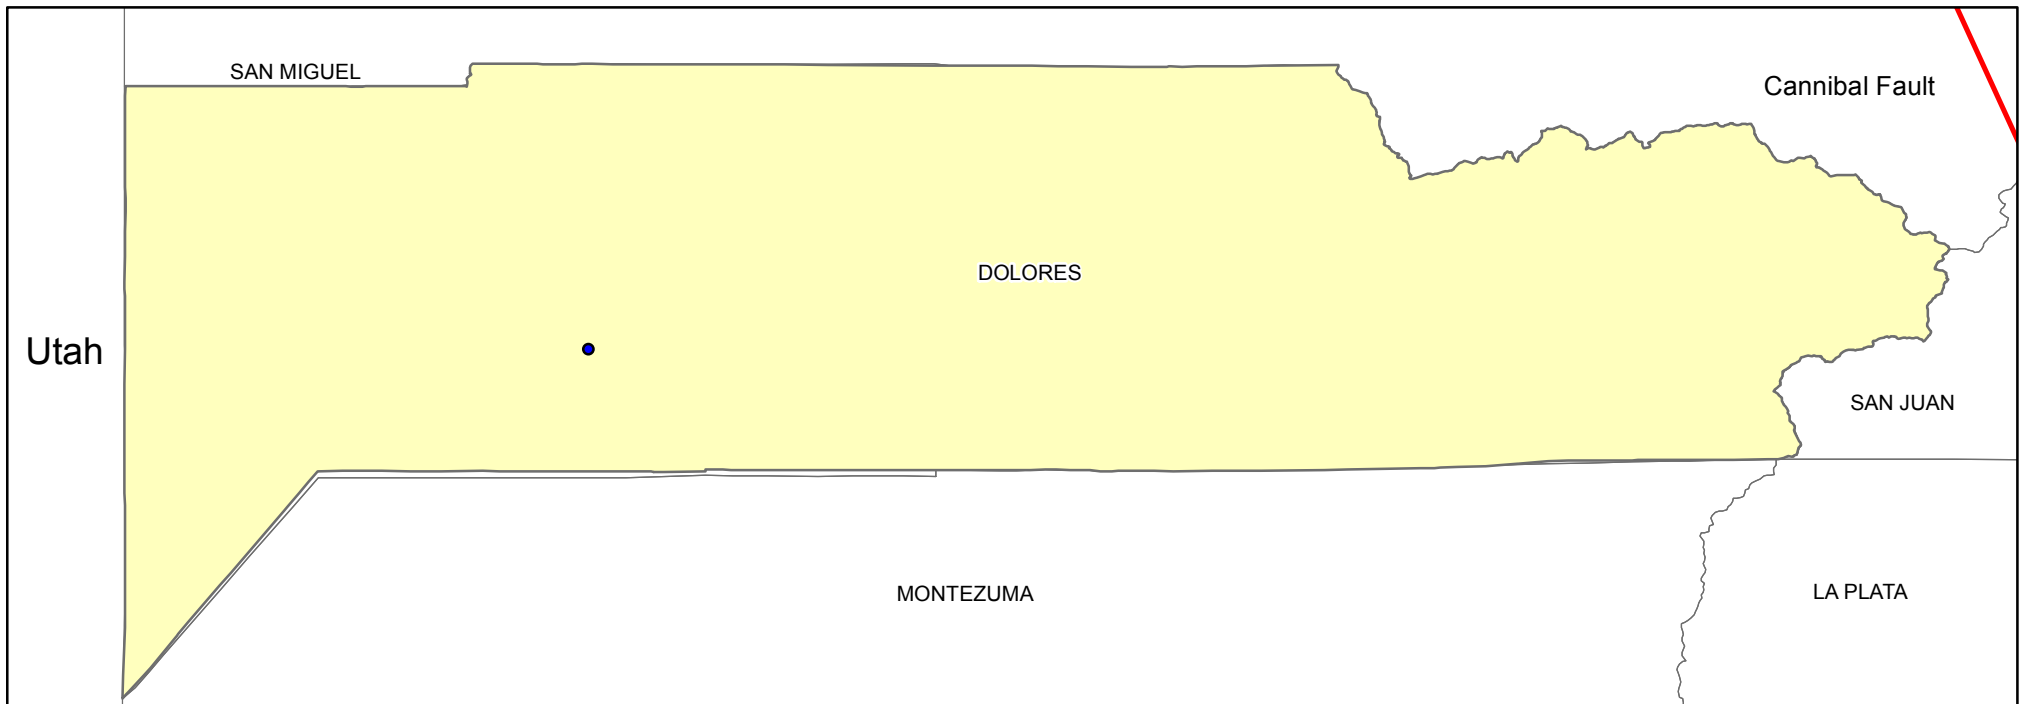 SAN MIGUEL
Cannibal Fault
DOLORES
Utah
SAN JUAN
MONTEZUMA
LA PLATA